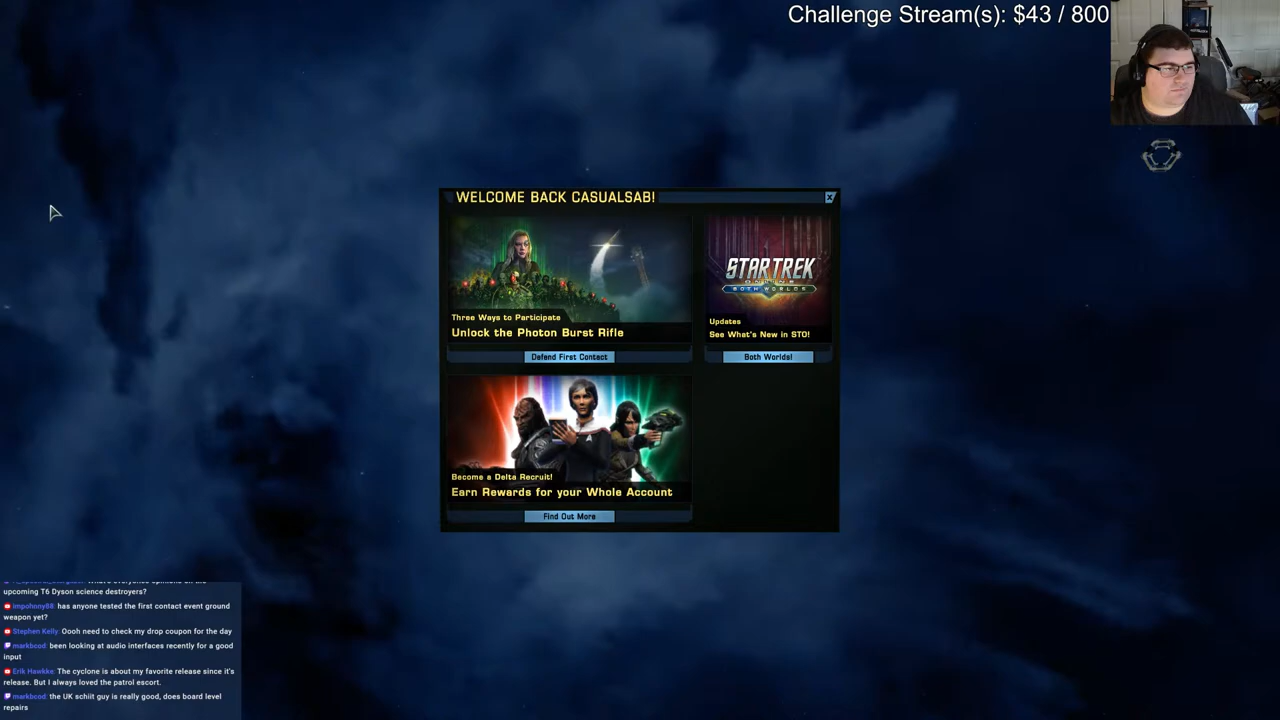 Challenge Stream(s): $43 / 800
WELCOME BACK CASUALSAB!
Three Ways to Participate
Unlock the Photon Burst Rifle
Defend First Contact
STAR TREK
ONLINE
BOTH WORLDS
Updates
See What's New in STO!
Both Worlds!
Become a Delta Recruit!
Earn Rewards for your Whole Account
Find Out More
upcoming T6 Dyson science destroyers?
impohnny88: has anyone tested the first contact event ground
weapon yet?
Stephen Kelly: Oooh need to check my drop coupon for the day
markbcod: been looking at audio interfaces recently for a good
input
Erik Hawkke: The cyclone is about my favorite release since it's
release. But I always loved the patrol escort.
markbcod: the UK schiit guy is really good, does board level
repairs